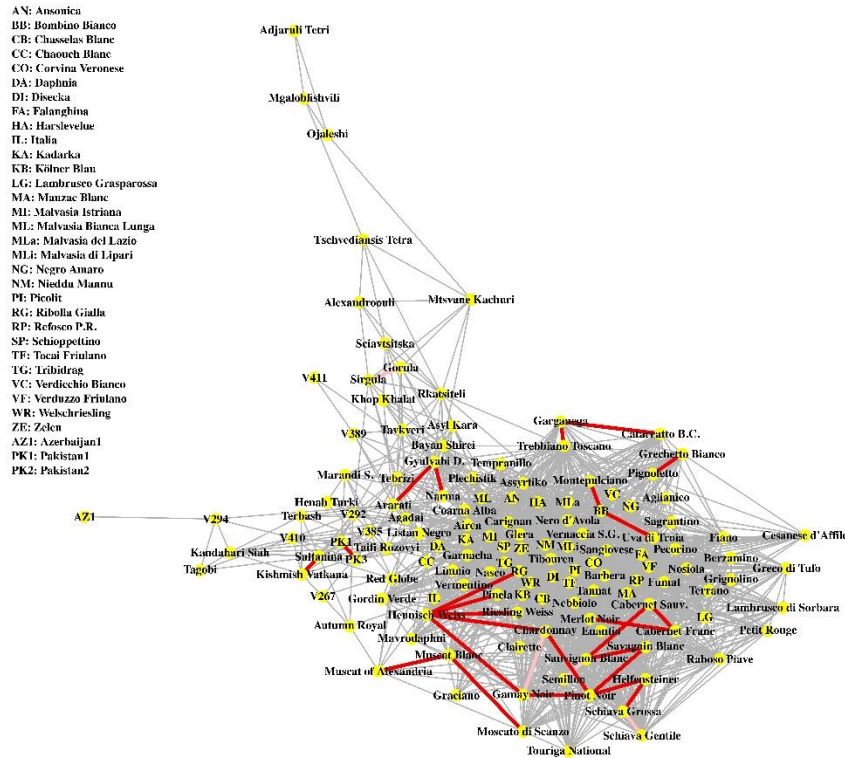 AN: Ansonica
BB: Bombino Bianco
CB: Chasselas Blanc
CC: Chaouch Blanc
CO: Corvina Veronese
DA: Daphnia
DI: Disecka
FA: Falanghina
HA: Harslevelue
IL: Italia
KA: Kadarka
KB: Kölner Blau
LG: Lambrusco Grasparossa
MA: Mauzac Blanc
MI: Malvasia Istriana
ML: Malvasia Bianca Lunga
MLa: Malvasia del Lazio
MLi: Malvasia di Lipari
NG: Negro Amaro
NM: Nieddu Mannu
PI: Picolit
RG: Ribolla Gialla
RP: Refosco P.R.
SP: Schioppettino
TF: Tocai Friulano
TG: Tribidrag
VC: Verdicchio Bianco
VF: Verduzzo Friulano
WR: Welschriesling
ZE: Zelen
AZ1: Azerbaijan1
PK1: Pakistan1
PK2: Pakistan2
Adjaruli Tetri
Mgaloblishvili
Ojaleshi
Tschvediansis Tetra
Alexandroouli
Mtsvane Kachuri
Sciavtsitska
Gorula
V411
Sirgula
Khop Khalat
Rkatsiteli
Garganega
V389
Tavkveri
Asyl Kara
Catarratto B.C.
Bayan Shirei
Trebbiano Toscano
Grechetto Bianco
Gyulyabi D.
Tempranillo
Pignoletto
Marandi S.
Tebrizi
Plechistik
Assyrtiko
Montepulciano
Aglianico
Henab Turki
Ararati
Narma
ML
AN
HA
MLa
VC
NG
BB
AZ1
V294
Terbash
V292
Agadai
Coarna Alba
Carignan
Nero d'Avola
Sagrantino
V410
V385
Listan Negro
Airen
Glera
Vernaccia S.G.
Uva di Troia
Fiano
Cesanese d'Affile
Kandahari Siah
PK1
Taifi Rozovyi
DA
KA
MI
SP
ZE
NM
MLi
Sangiovese
Pecorino
Tagobi
Sultanina
PK3
CC
Garnacha
TG
Tibouren
CO
FA
VF
Nosiola
Berzamino
Greco di Tufo
Kishmish Vatkana
Red Globe
Limnio
Nasco
RG
DI
PI
Barbera
RP
Fumat
Grignolino
V267
Gordin Verde
IL
Vermentino
Pinela
WR
KB
CB
TF
Tannat
MA
Terrano
Autumn Royal
Heunisch Weiss
Riesling Weiss
Nebbiolo
Cabernet Sauv.
Lambrusco di Sorbara
Mavrodaphni
Chardonnay
Merlot Noir
Enantia
Cabernet Franc
LG
Petit Rouge
Muscat Blanc
Clairette
Sauvignon Blanc
Savagnin Blanc
Raboso Piave
Muscat of Alexandria
Graciano
Gamay Noir
Semillon
Pinot Noir
Helfensteiner
Schiava Grossa
Moscato di Scanzo
Schiava Gentile
Touriga National